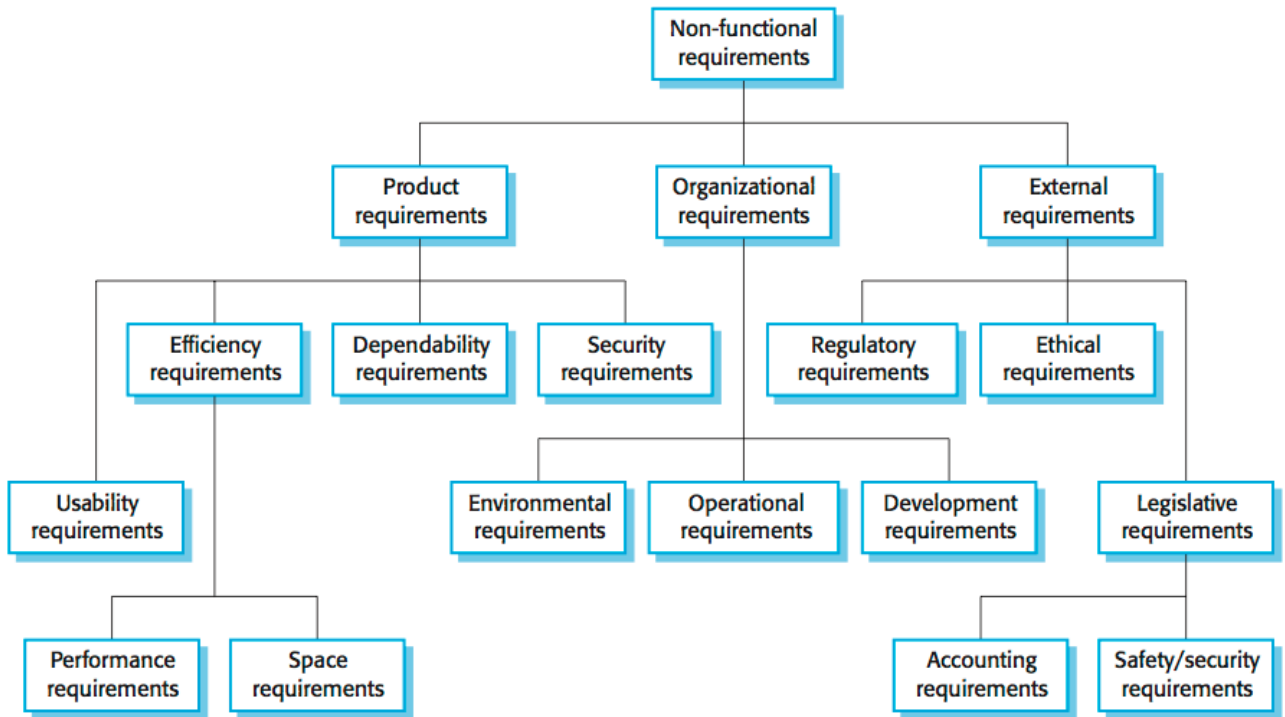 Non-functional
requirements
Product
requirements
Organizational
requirements
External
requirements
Efficiency
requirements
Dependability
requirements
Security
requirements
Regulatory
requirements
Ethical
requirements
Usability
requirements
Environmental
requirements
Operational
requirements
Development
requirements
Legislative
requirements
Performance
requirements
Space
requirements
Accounting
requirements
Safety/security
requirements